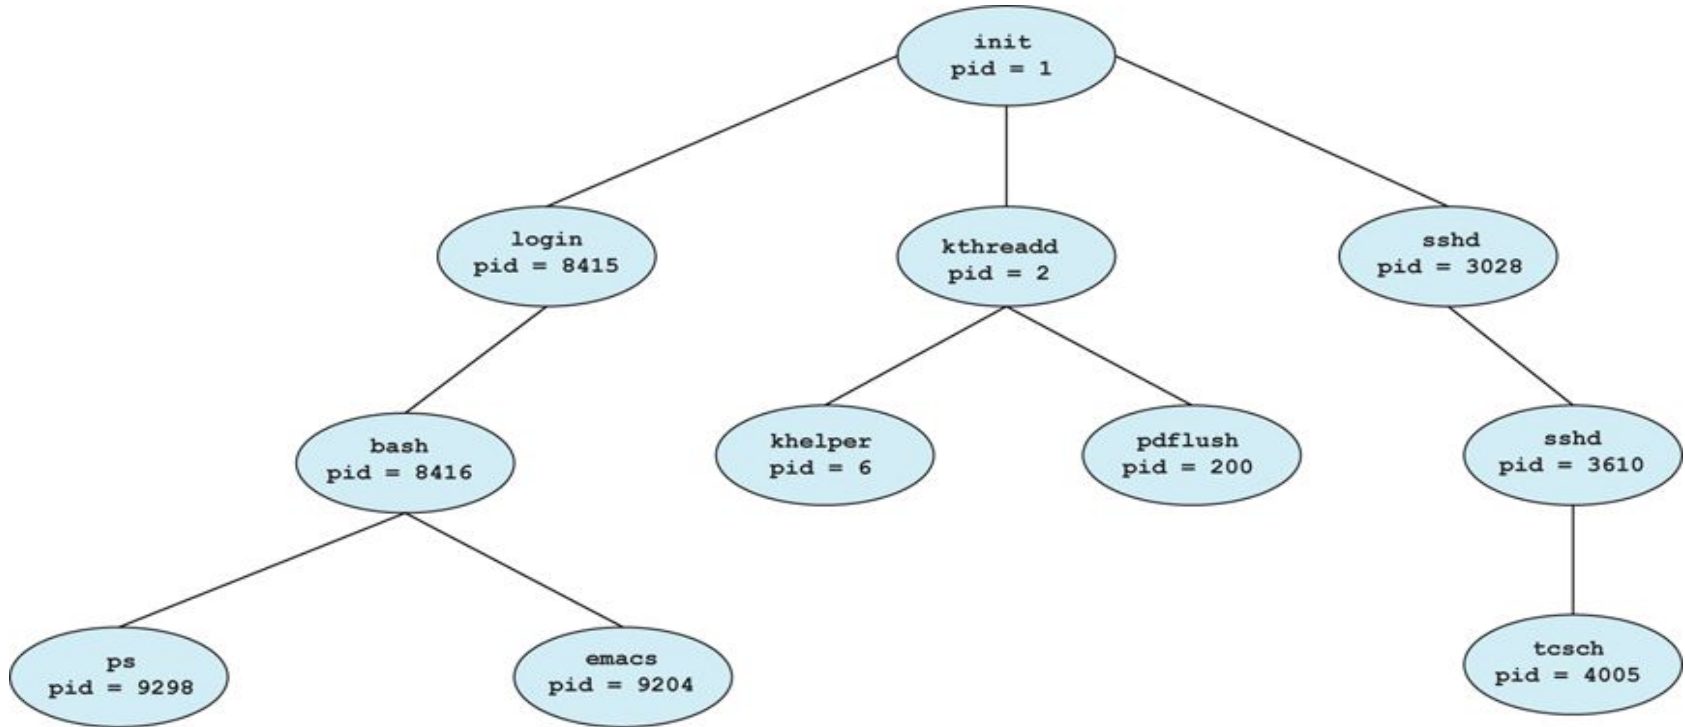 init
pid = 1
login
pid = 8415
kthreadd
pid = 2
sshd
pid = 3028
bash
pid = 8416
khelper
pid = 6
pdflush
pid = 200
sshd
pid = 3610
ps
pid = 9298
emacs
pid = 9204
tcsch
pid = 4005